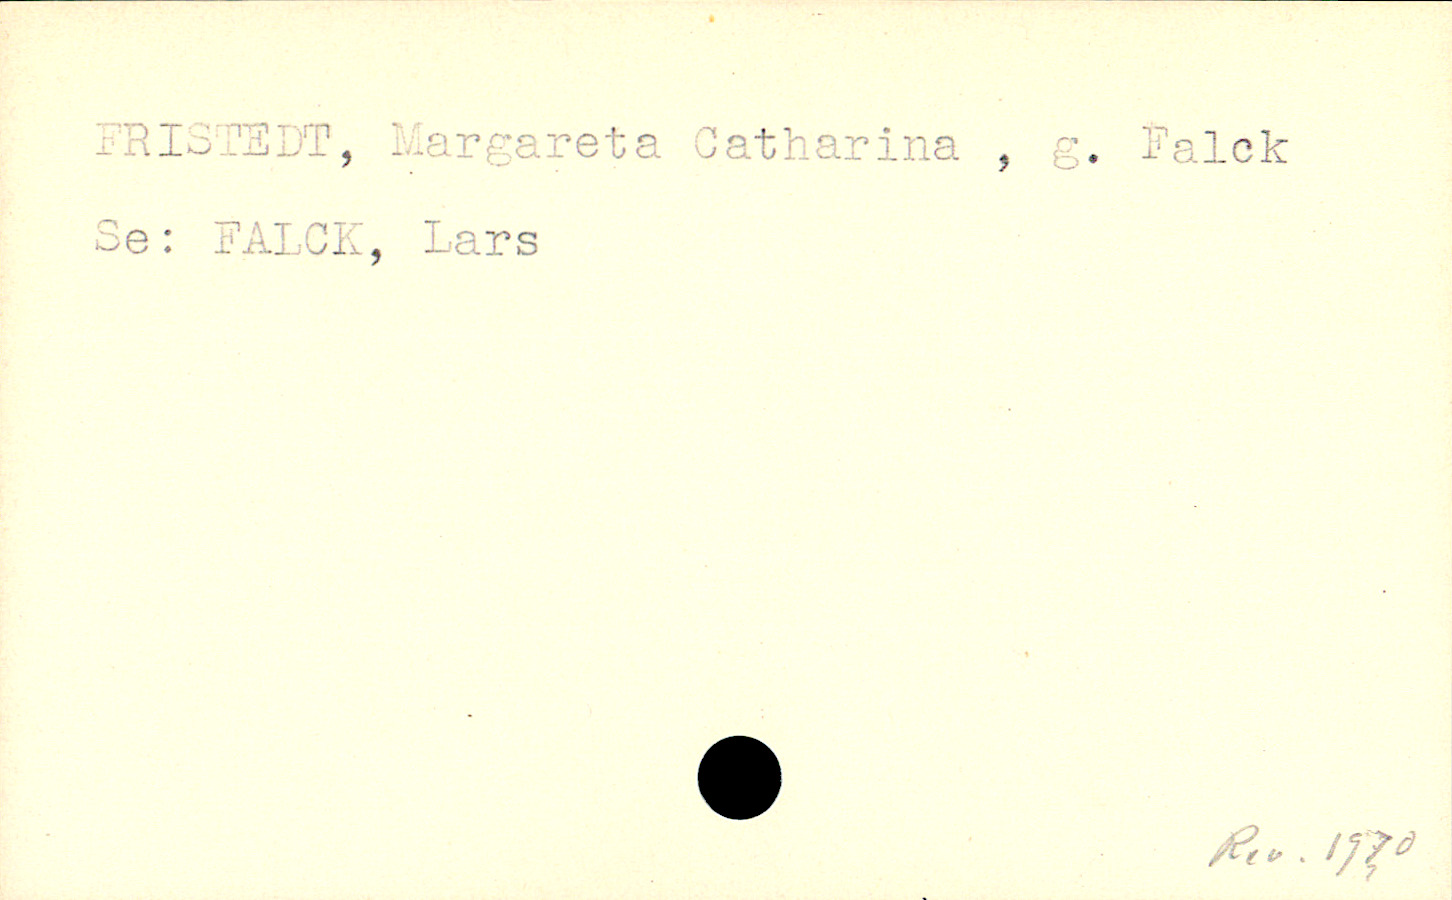 FRISTEDT, Margareta Catharina , g. Falck
Se: FALCK, Lars
Rev. 1970